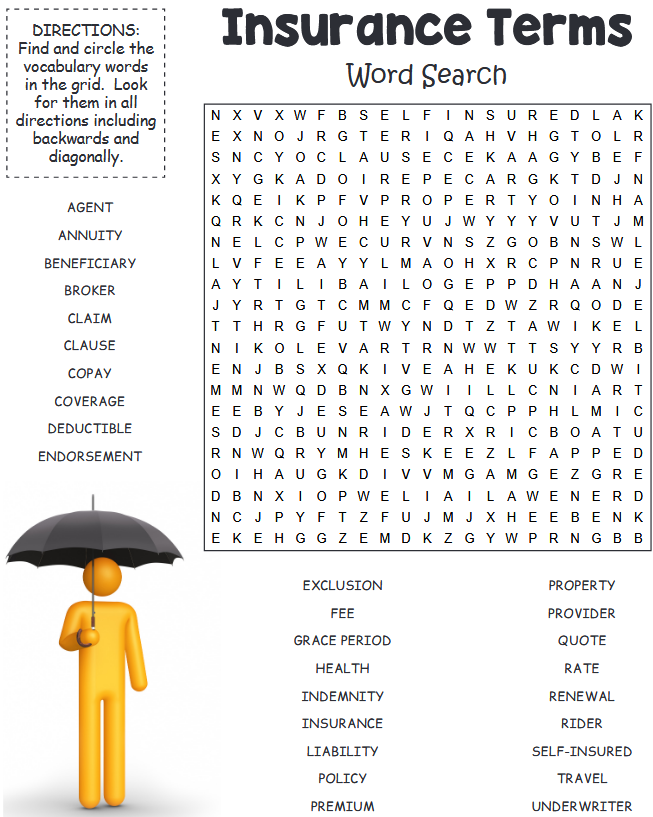 Insurance Terms
Word Search
DIRECTIONS:
Find and circle the
vocabulary words
in the grid. Look
for them in all
directions including
backwards and
diagonally.
N X V X W F B S E L F I N S U R E D L A K
E X N O J R G T E R I Q A H V H G T O L R
S N C Y O C L A U S E C E K A A G Y B E F
X Y G K A D O I R E P E C A R G K T D J N
K Q E I K P F V P R O P E R T Y O I N H A
Q R K C N J O H E Y U J W Y Y Y V U T J M
N E L C P W E C U R V N S Z G O B N S W L
L V F E E A Y Y L M A O H X R C P N R U E
A Y T I L I B A I L O G E P P D H A A N J
J Y R T G T C M M C F Q E D W Z R Q O D E
T T H R G F U T W Y N D T Z T A W I K E L
N I K O L E V A R T R N W W T T S Y Y R B
E N J B S X Q K I V E A H E K U K C D W I
M M N W Q D B N X G W I I L L C N I A R T
E E B Y J E S E A W J T Q C P P H L M I C
S D J C B U N R I D E R X R I C B O A T U
R N W Q R Y M H E S K E E Z L F A P P E D
O I H A U G K D I V V M G A M G E Z G R E
D B N X I O P W E L I A I L A W E N E R D
N C J P Y F T Z F U J M J X H E E B E N K
E K E H G G Z E M D K Z G Y W P R N G B B
AGENT
ANNUITY
BENEFICIARY
BROKER
CLAIM
CLAUSE
COPAY
COVERAGE
DEDUCTIBLE
ENDORSEMENT
EXCLUSION
FEE
GRACE PERIOD
HEALTH
INDEMNITY
INSURANCE
LIABILITY
POLICY
PREMIUM
PROPERTY
PROVIDER
QUOTE
RATE
RENEWAL
RIDER
SELF-INSURED
TRAVEL
UNDERWRITER